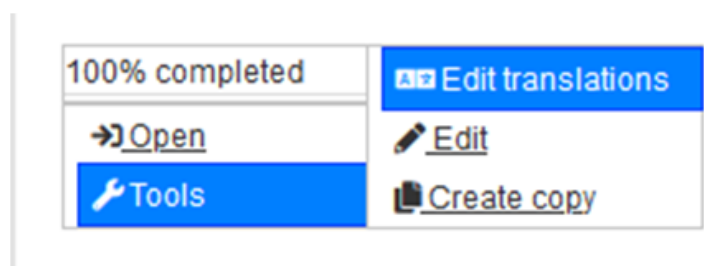 100% completed
Open
Tools
Edit translations
Edit
Create copy